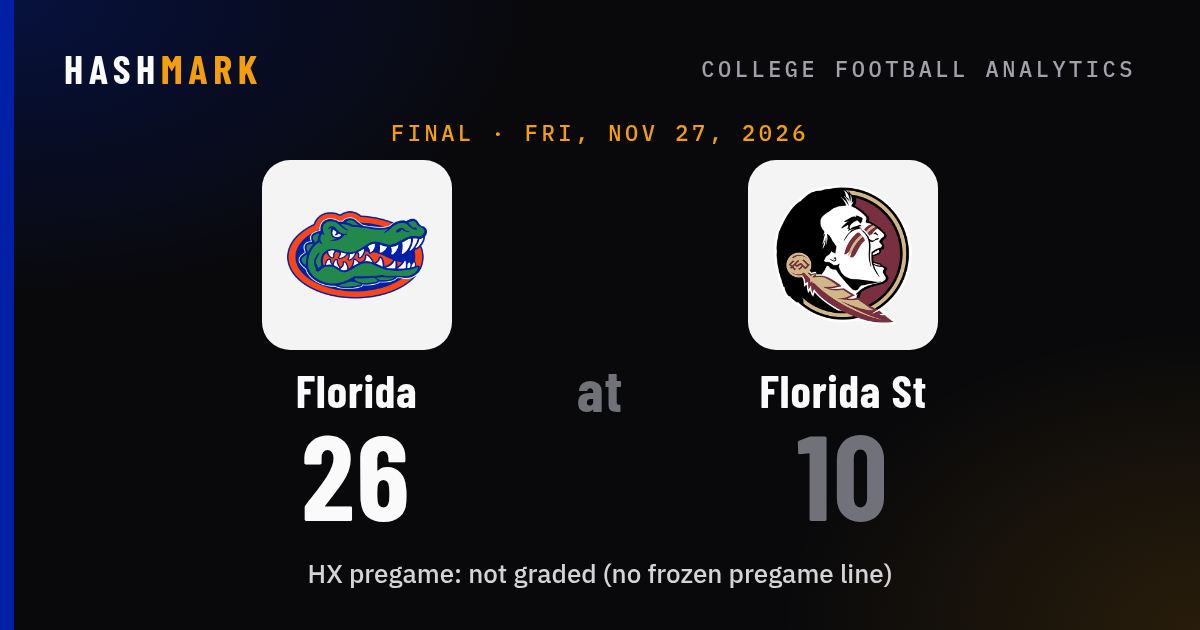 HASHMARK
COLLEGE FOOTBALL ANALYTICS
FINAL · FRI, NOV 27, 2026
Florida at Florida St
26 10
HX pregame: not graded (no frozen pregame line)